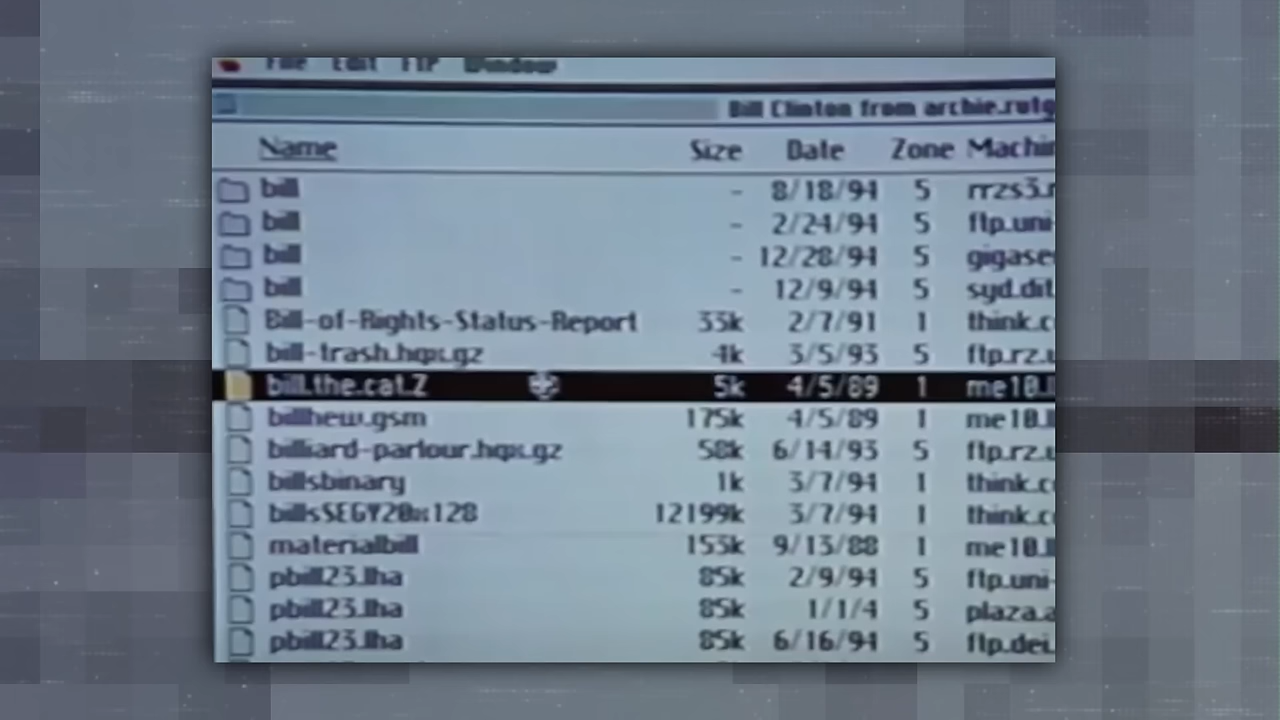 File Edit FTP Window
Bill Clinton from archie.rutg
Name Size Date Zone Machin
bill - 8/18/94 5 rrzs3.r
bill - 2/24/94 5 ftp.uni-
bill - 12/28/94 5 gigase
bill - 12/9/94 5 syd.dit
Bill-of-Rights-Status-Report 33k 2/7/91 1 think.c
bill-trash.hqx.gz 4k 3/5/93 5 ftp.rz.u
bill.the.cat.Z 5k 4/5/89 1 me10.l
billhew.gsm 175k 4/5/89 1 me10.l
billiard-parlour.hqx.gz 58k 6/14/93 5 ftp.rz.u
billsbinary 1k 3/7/94 1 think.c
billsSEGY20x128 12199k 3/7/94 1 think.c
materialbill 153k 9/13/88 1 me10.l
pbill23.lha 85k 2/9/94 5 ftp.uni-
pbill23.lha 85k 1/1/4 5 plaza.a
pbill23.lha 85k 6/16/94 5 ftp.dei.